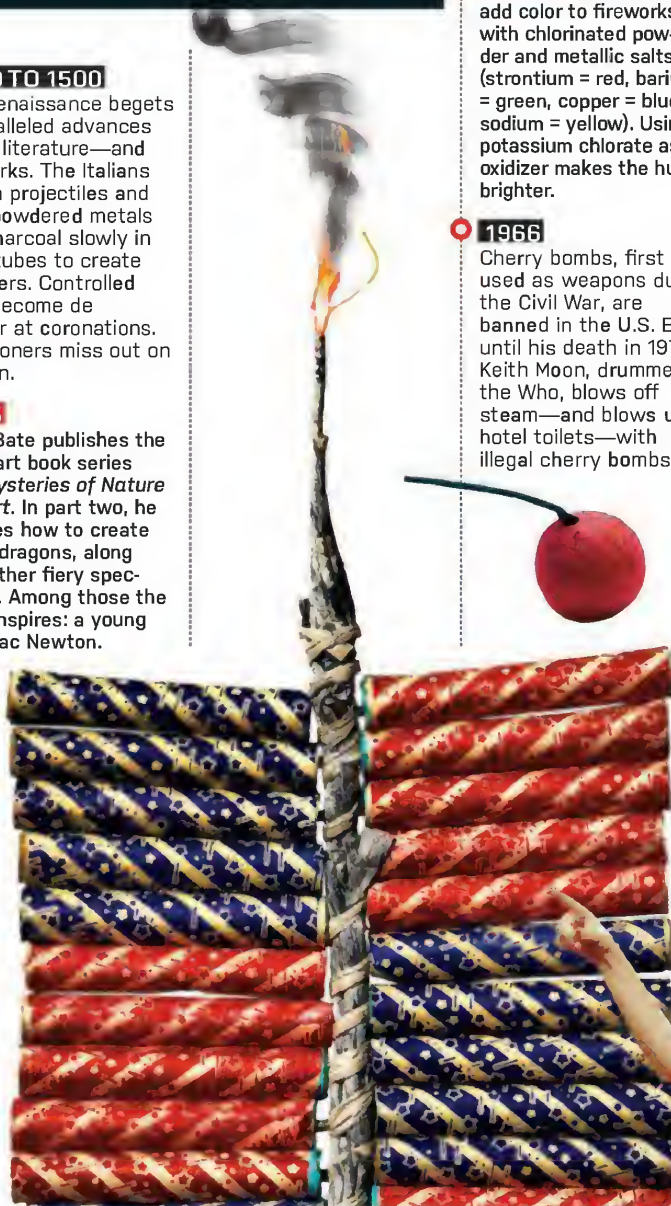 TO 1500
enaissance begets
alleled advances
literature—and
rks. The Italians
projectiles and
powdered metals
harcoal slowly in
tubes to create
ers. Controlled
ecome de
r at coronations.
oners miss out on
n.
Bate publishes the
art book series
ysteries of Nature
rt. In part two, he
es how to create
dragons, along
ther fiery spec-
. Among those the
nspires: a young
ac Newton.
add color to fireworks
with chlorinated pow-
der and metallic salts
(strontium = red, bari
= green, copper = blue
sodium = yellow). Usi
potassium chlorate as
oxidizer makes the hu
brighter.
1966
Cherry bombs, first
used as weapons du
the Civil War, are
banned in the U.S. E
until his death in 197
Keith Moon, drumme
the Who, blows off
steam—and blows u
hotel toilets—with
illegal cherry bombs